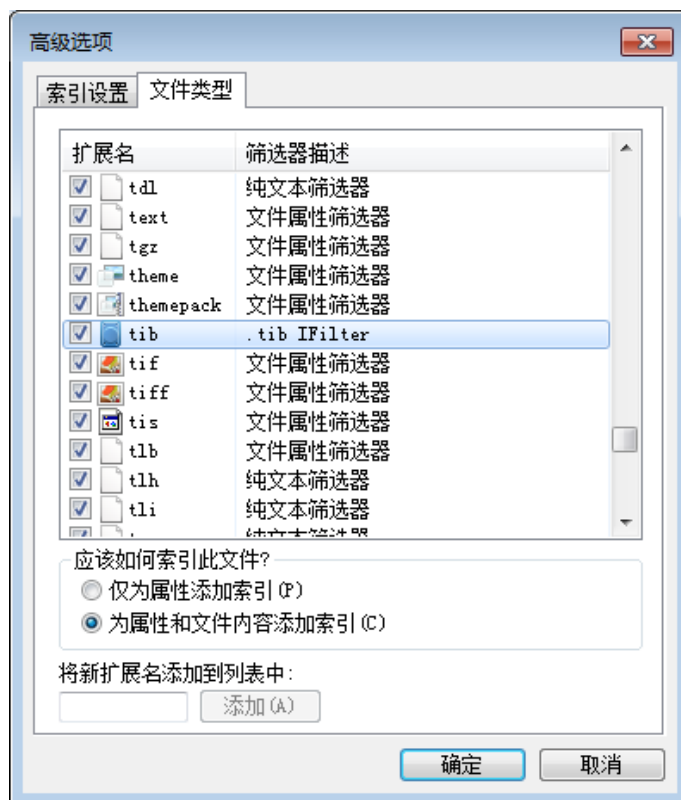 高级选项
索引设置 文件类型
扩展名 筛选器描述
tdl 纯文本筛选器
text 文件属性筛选器
tgz 文件属性筛选器
theme 文件属性筛选器
themepack 文件属性筛选器
tib .tib IFilter
tif 文件属性筛选器
tiff 文件属性筛选器
tis 文件属性筛选器
tlb 文件属性筛选器
tlh 纯文本筛选器
tli 纯文本筛选器
应该如何索引此文件?
仅为属性添加索引(P)
为属性和文件内容添加索引(C)
将新扩展名添加到列表中:
添加(A)
确定 取消